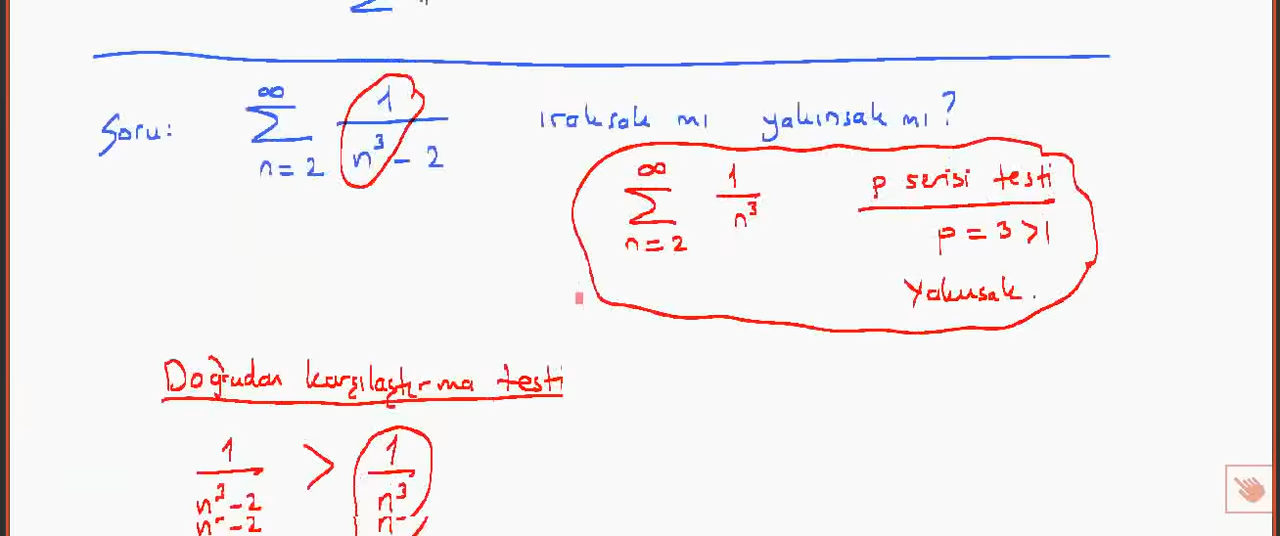 Soru: ∞ ∑ n=2 1/(n³ - 2) ıraksak mı yakınsak mı?
∞ ∑ n=2 1/n³ p serisi testi
p = 3 > 1
Yakınsak.
Doğrudan karşılaştırma testi
1/(n³-2) > 1/n³